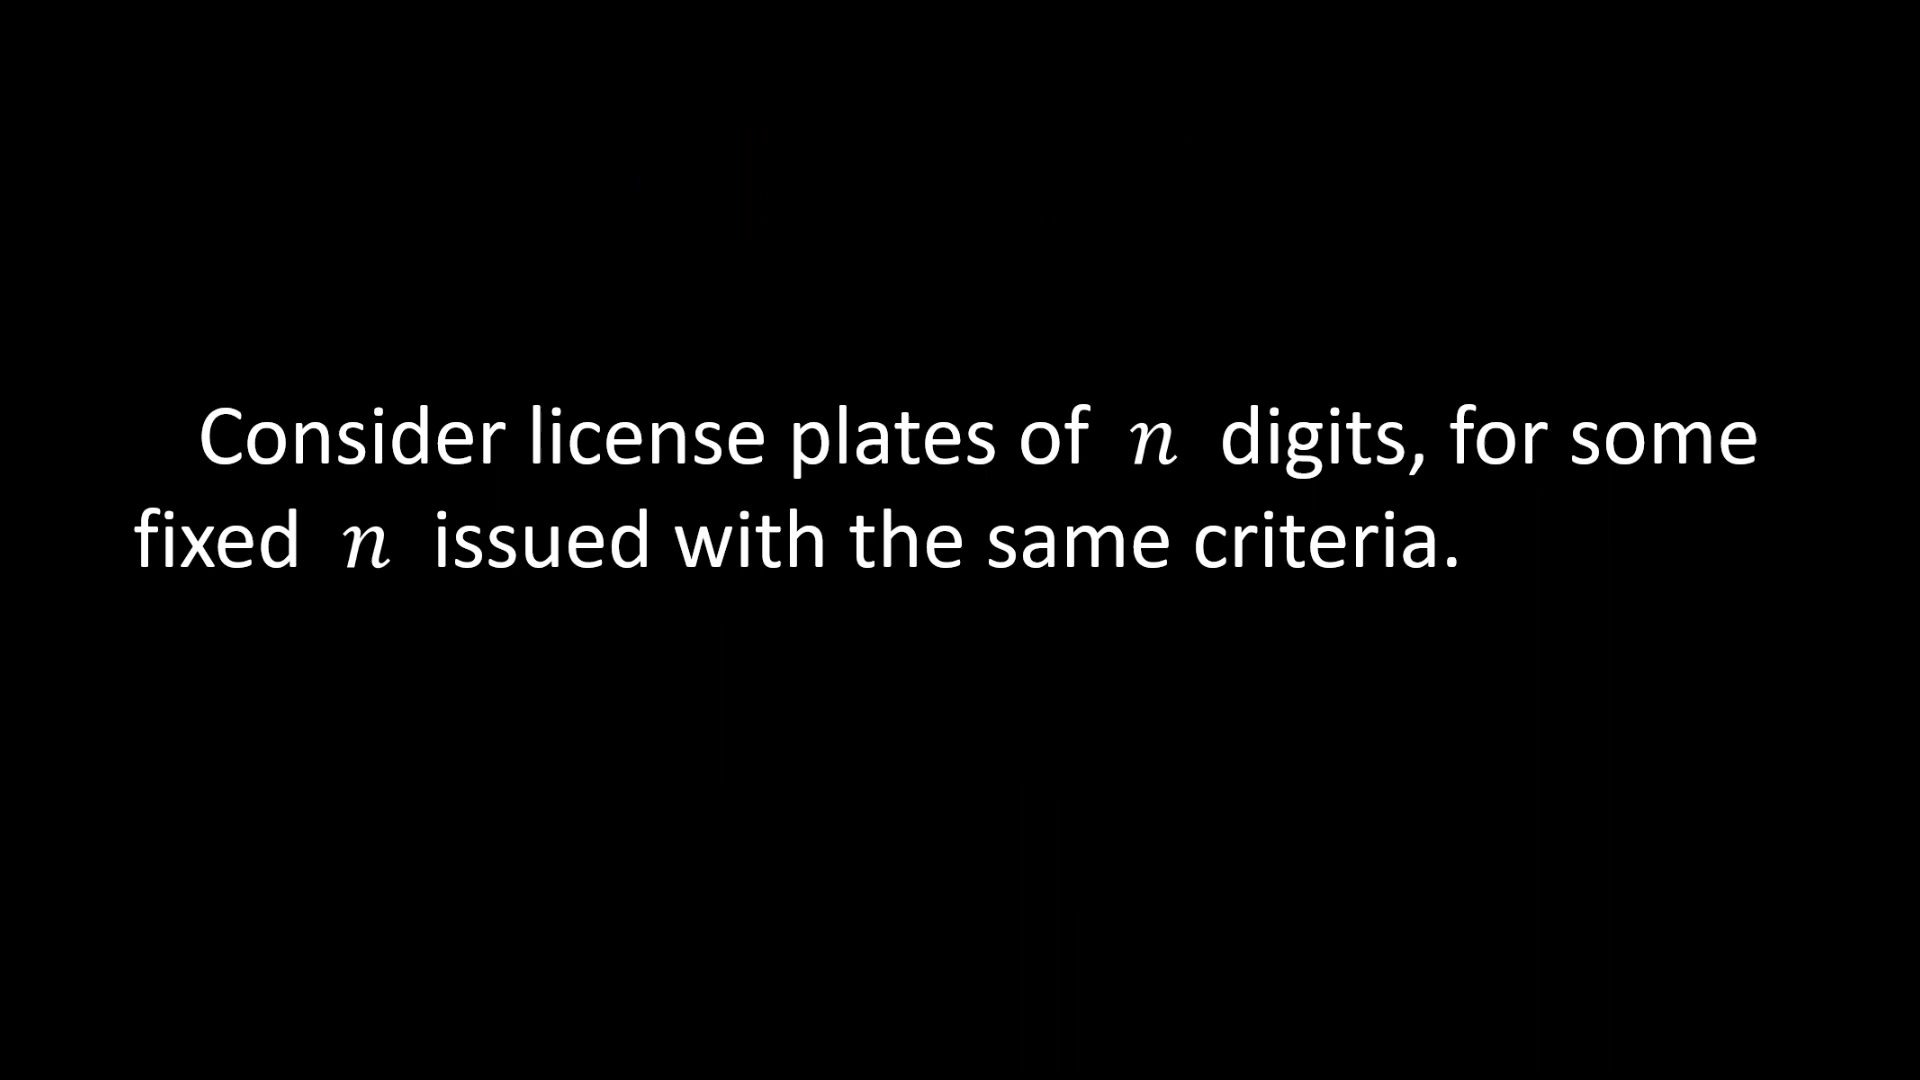 Consider license plates of n digits, for some
fixed n issued with the same criteria.